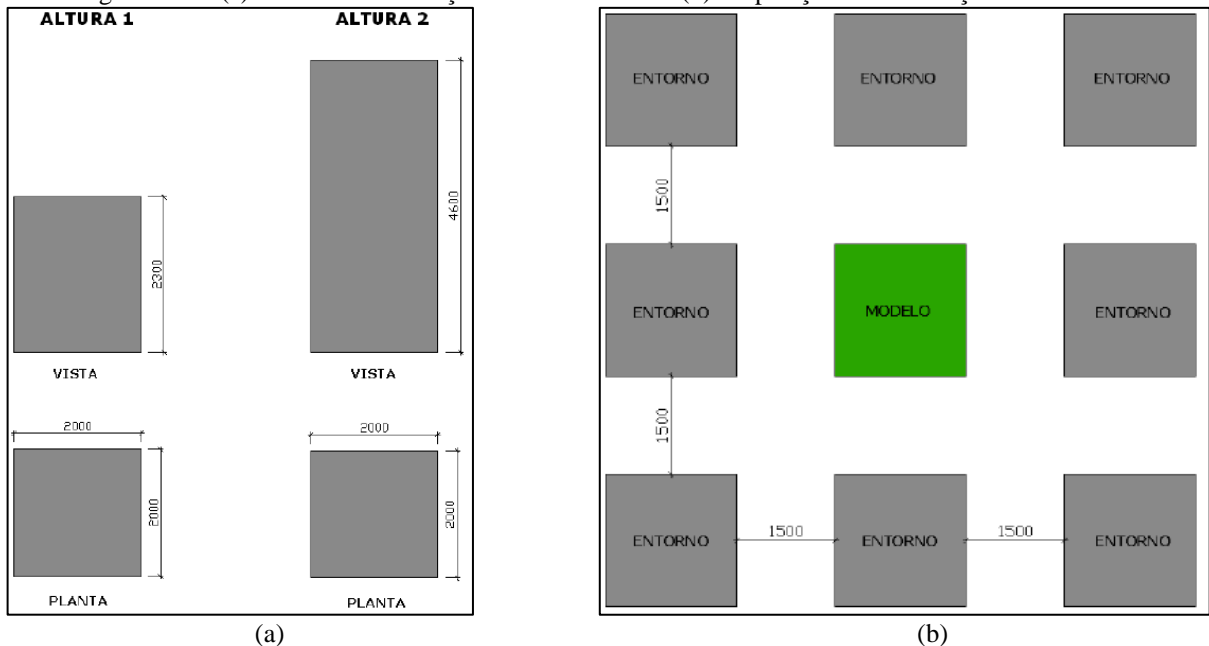 ALTURA 1
ALTURA 2
4600
2300
VISTA
VISTA
2000
2000
2000
2000
PLANTA
PLANTA
(a)
ENTORNO
ENTORNO
ENTORNO
1500
ENTORNO
MODELO
ENTORNO
1500
1500
1500
ENTORNO
ENTORNO
ENTORNO
(b)